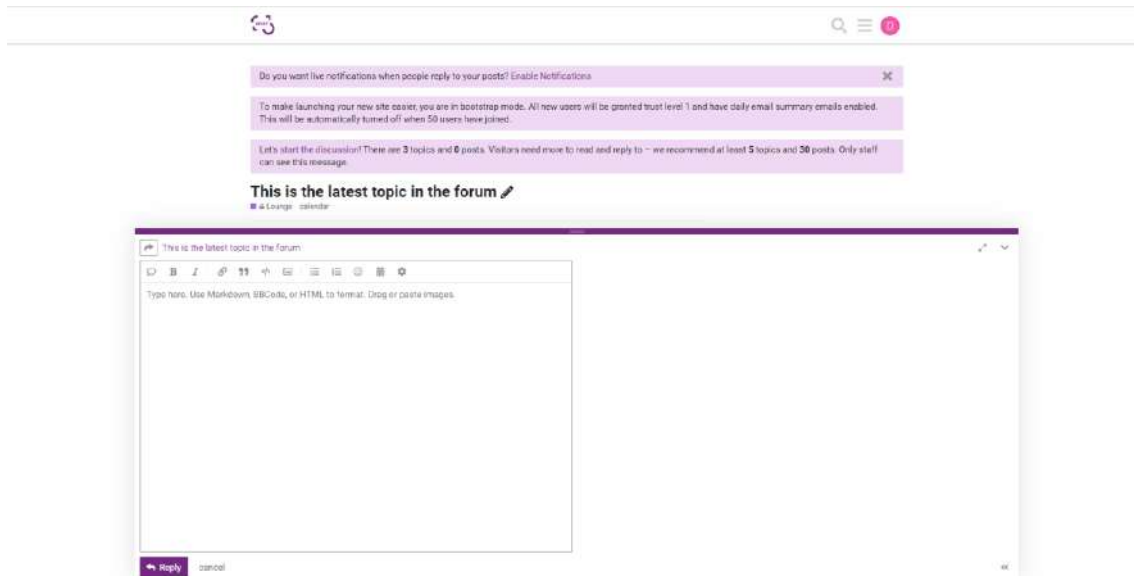 D
Do you want live notifications when people reply to your posts? Enable Notifications
To make launching your new site easier, you are in bootstrap mode. All new users will be granted trust level 1 and have daily email summary emails enabled.
This will be automatically turned off when 50 users have joined.
Let's start the discussion! There are 3 topics and 0 posts. Visitors need more to read and reply to – we recommend at least 5 topics and 30 posts. Only staff
can see this message.
This is the latest topic in the forum
Lounge calendar
This is the latest topic in the forum
B I
Type here. Use Markdown, BBCode, or HTML to format. Drag or paste images.
Reply cancel